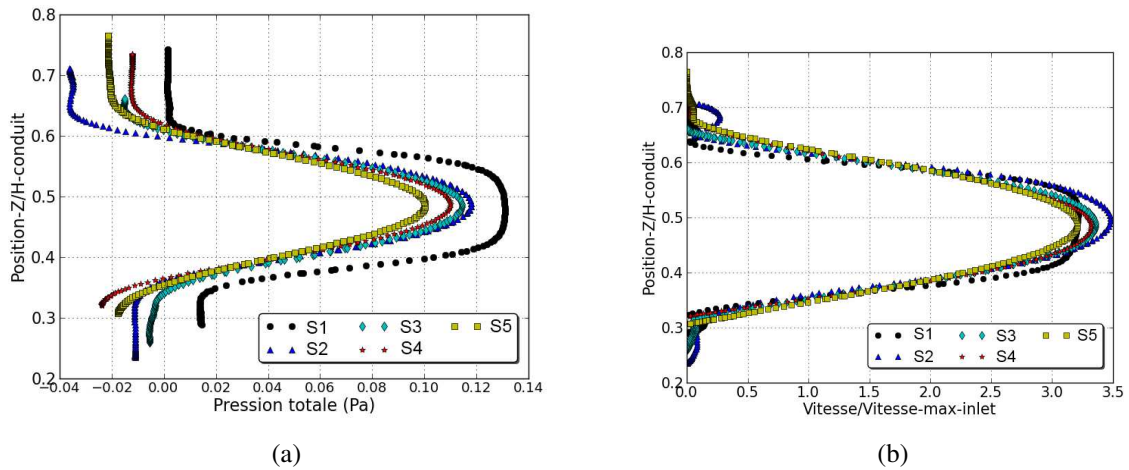 0.8
0.7
0.6
0.5
0.4
0.3
0.2
−0.04 −0.02 0.00 0.02 0.04 0.06 0.08 0.10 0.12 0.14
Position-Z/H-conduit
Pression totale (Pa)
S1 S3 S5
S2 S4
(a)
0.8
0.7
0.6
0.5
0.4
0.3
0.2
0.0 0.5 1.0 1.5 2.0 2.5 3.0 3.5
Position-Z/H-conduit
Vitesse/Vitesse-max-inlet
S1 S3 S5
S2 S4
(b)